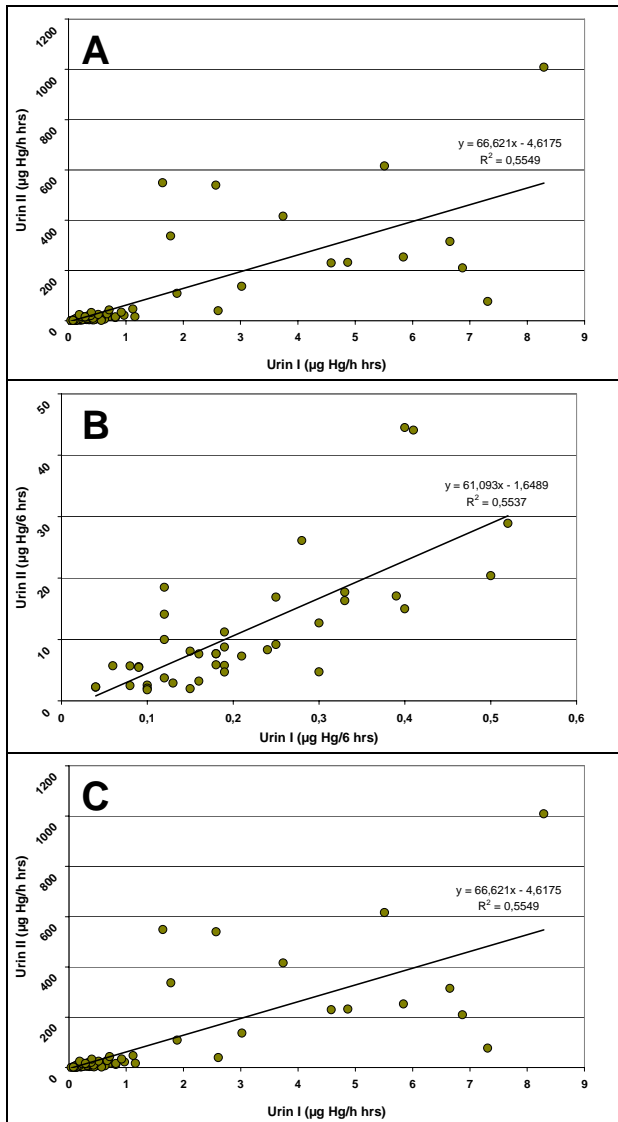 A
1200
1000
800
600
400
200
0
Urin II (µg Hg/h hrs)
y = 66,621x - 4,6175
R² = 0,5549
0 1 2 3 4 5 6 7 8 9
Urin I (µg Hg/h hrs)
B
50
40
30
20
10
0
Urin II (µg Hg/6 hrs)
y = 61,093x - 1,6489
R² = 0,5537
0 0,1 0,2 0,3 0,4 0,5 0,6
Urin I (µg Hg/6 hrs)
C
1200
1000
800
600
400
200
0
Urin II (µg Hg/h hrs)
y = 66,621x - 4,6175
R² = 0,5549
0 1 2 3 4 5 6 7 8 9
Urin I (µg Hg/h hrs)